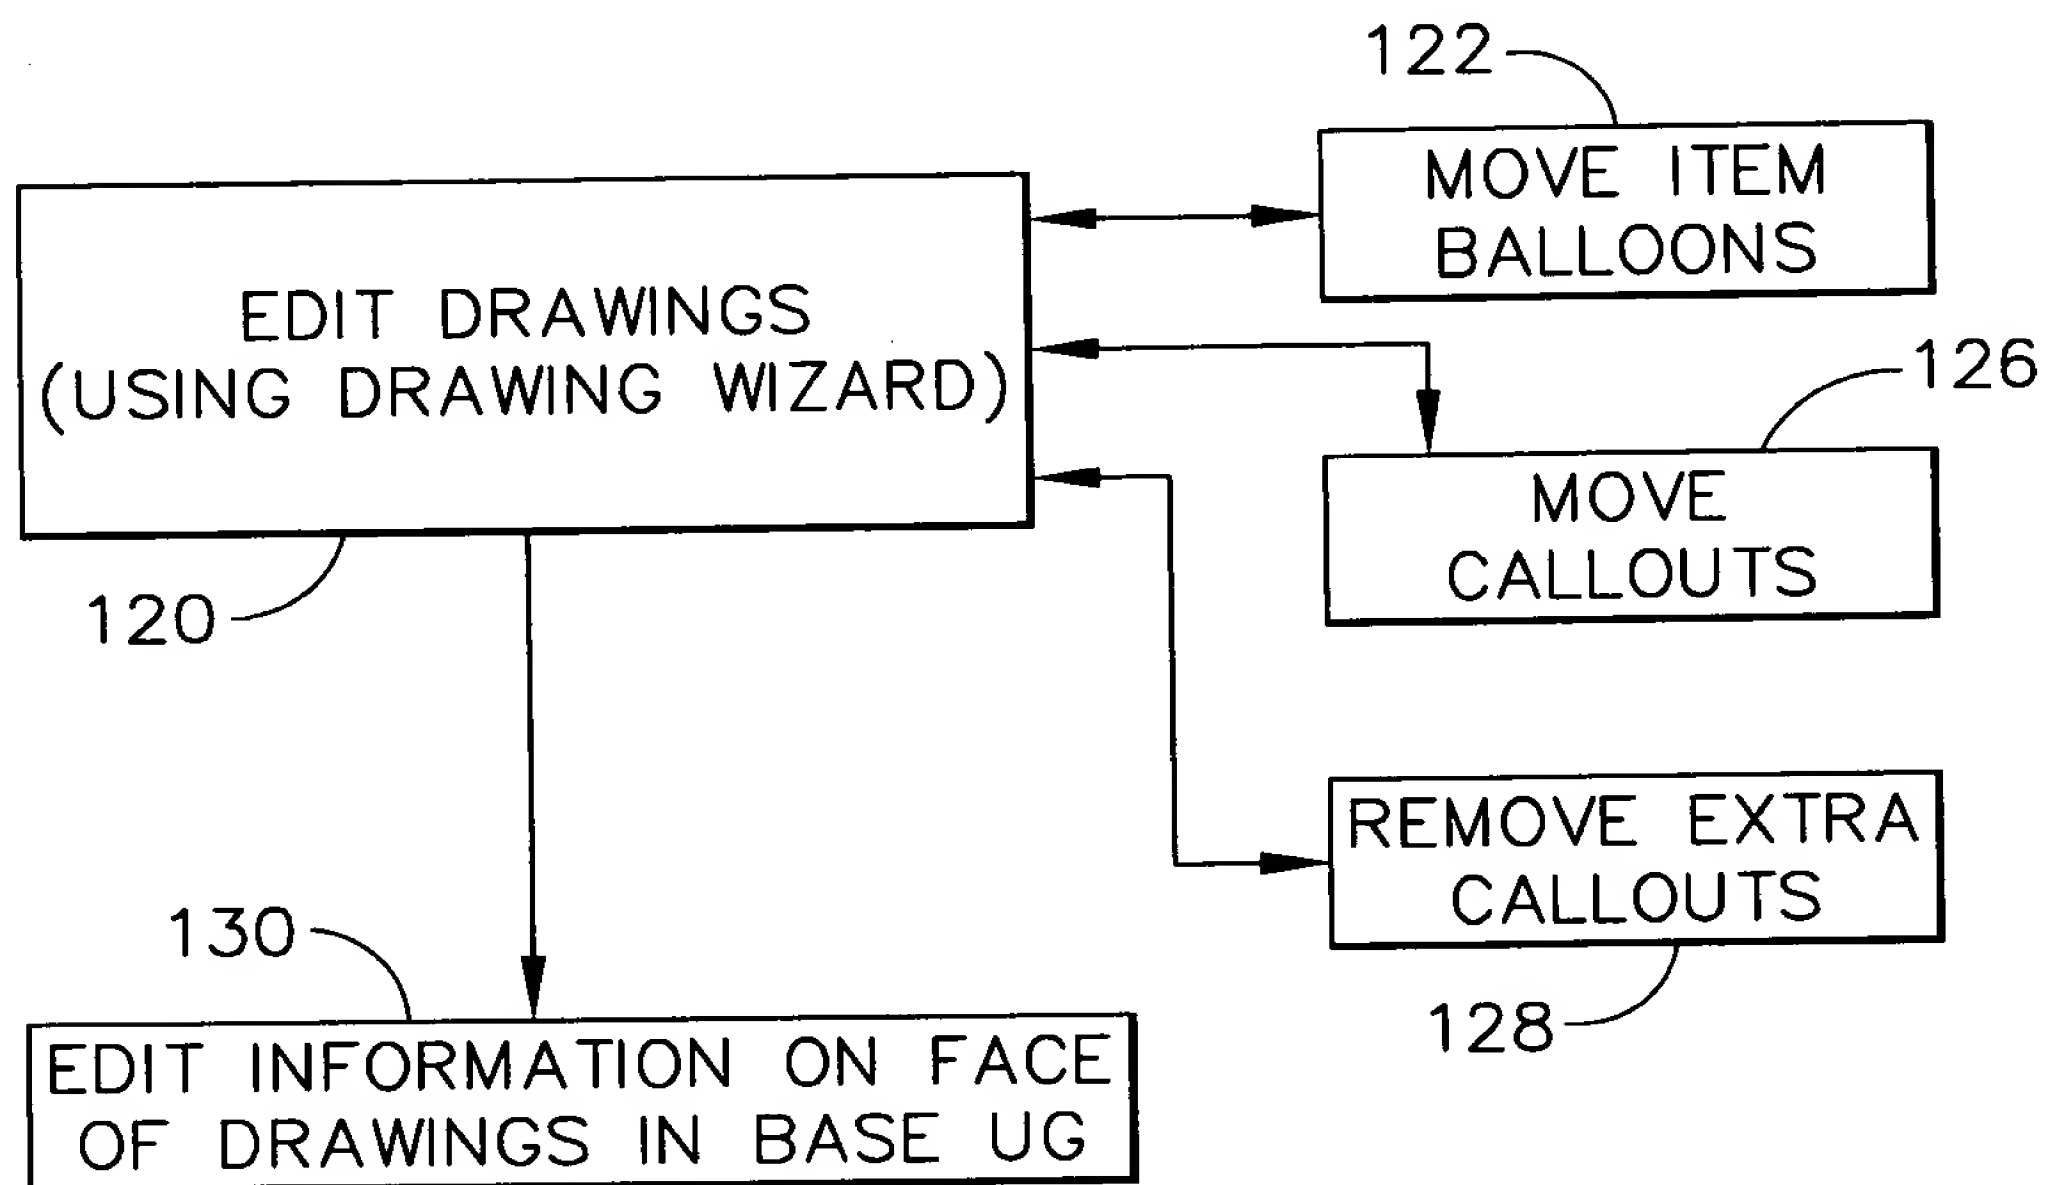 122
MOVE ITEM
BALLOONS
EDIT DRAWINGS
(USING DRAWING WIZARD)
126
MOVE
CALLOUTS
120
REMOVE EXTRA
CALLOUTS
128
130
EDIT INFORMATION ON FACE
OF DRAWINGS IN BASE UG